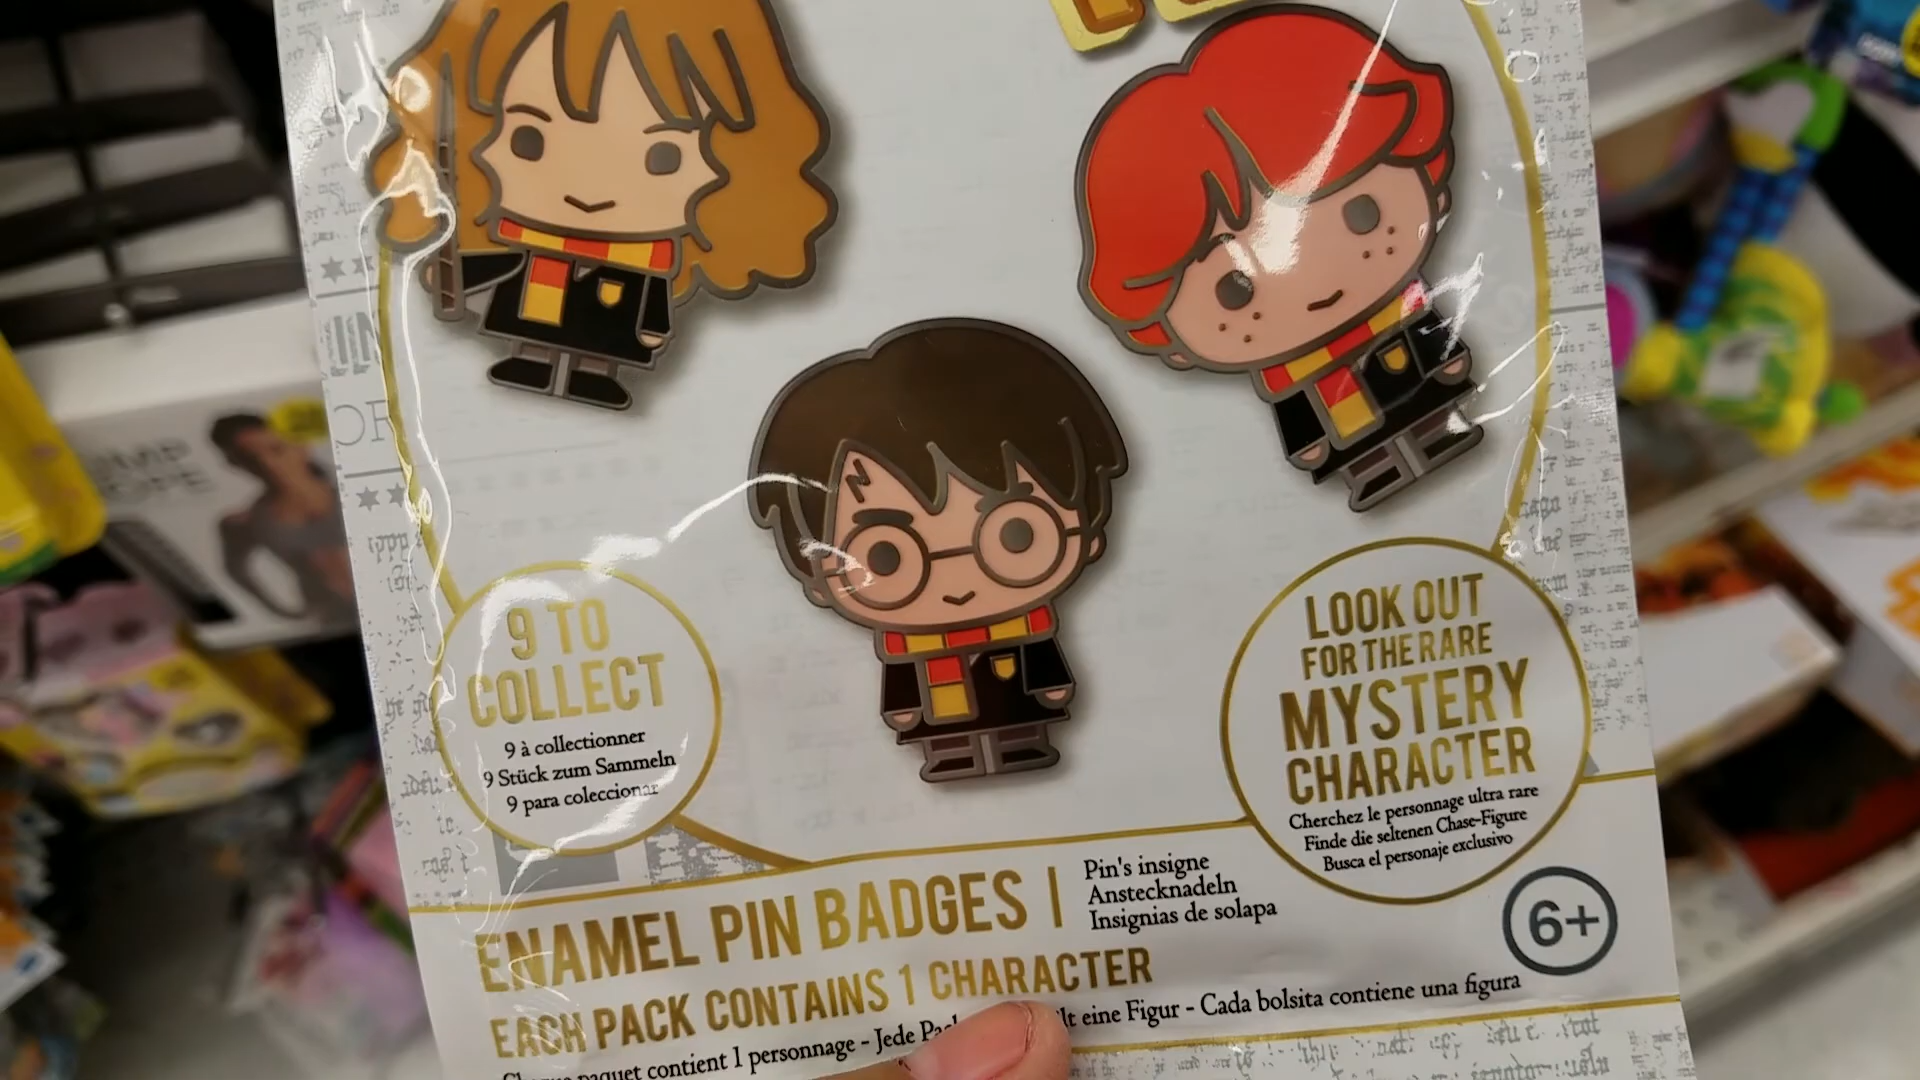 9 TO
COLLECT
9 à collectionner
9 Stück zum Sammeln
9 para coleccionar
LOOK OUT
FOR THE RARE
MYSTERY
CHARACTER
Cherchez le personnage ultra rare
Finde die seltenen Chase-Figure
Busca el personaje exclusivo
ENAMEL PIN BADGES
Pin's insigne
Anstecknadeln
Insignias de solapa
6+
EACH PACK CONTAINS 1 CHARACTER
paquet contient 1 personnage - Jede eine Figur - Cada bolsita contiene una figura